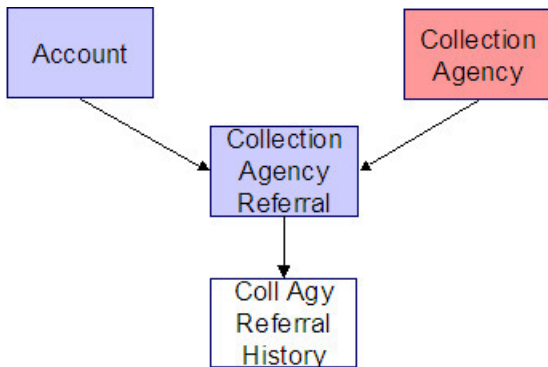 Account
Collection
Agency
Collection
Agency
Referral
Coll Agy
Referral
History